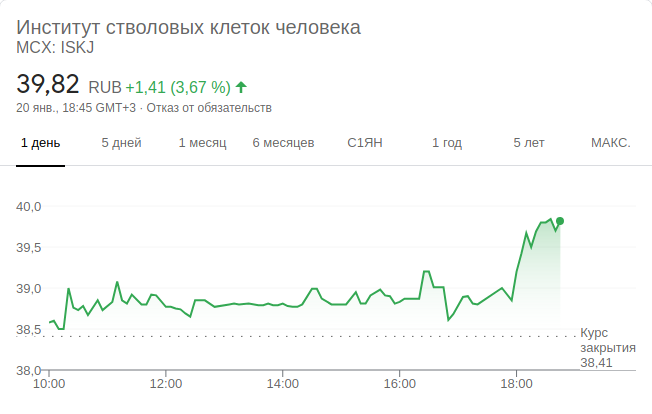 Институт стволовых клеток человека
MCX: ISKJ
39,82 RUB +1,41 (3,67 %)
20 янв., 18:45 GMT+3 · Отказ от обязательств
1 день 5 дней 1 месяц 6 месяцев С1ЯН 1 год 5 лет МАКС.
40,0
39,5
39,0
38,5
Курс
закрытия
38,41
38,0
10:00 12:00 14:00 16:00 18:00